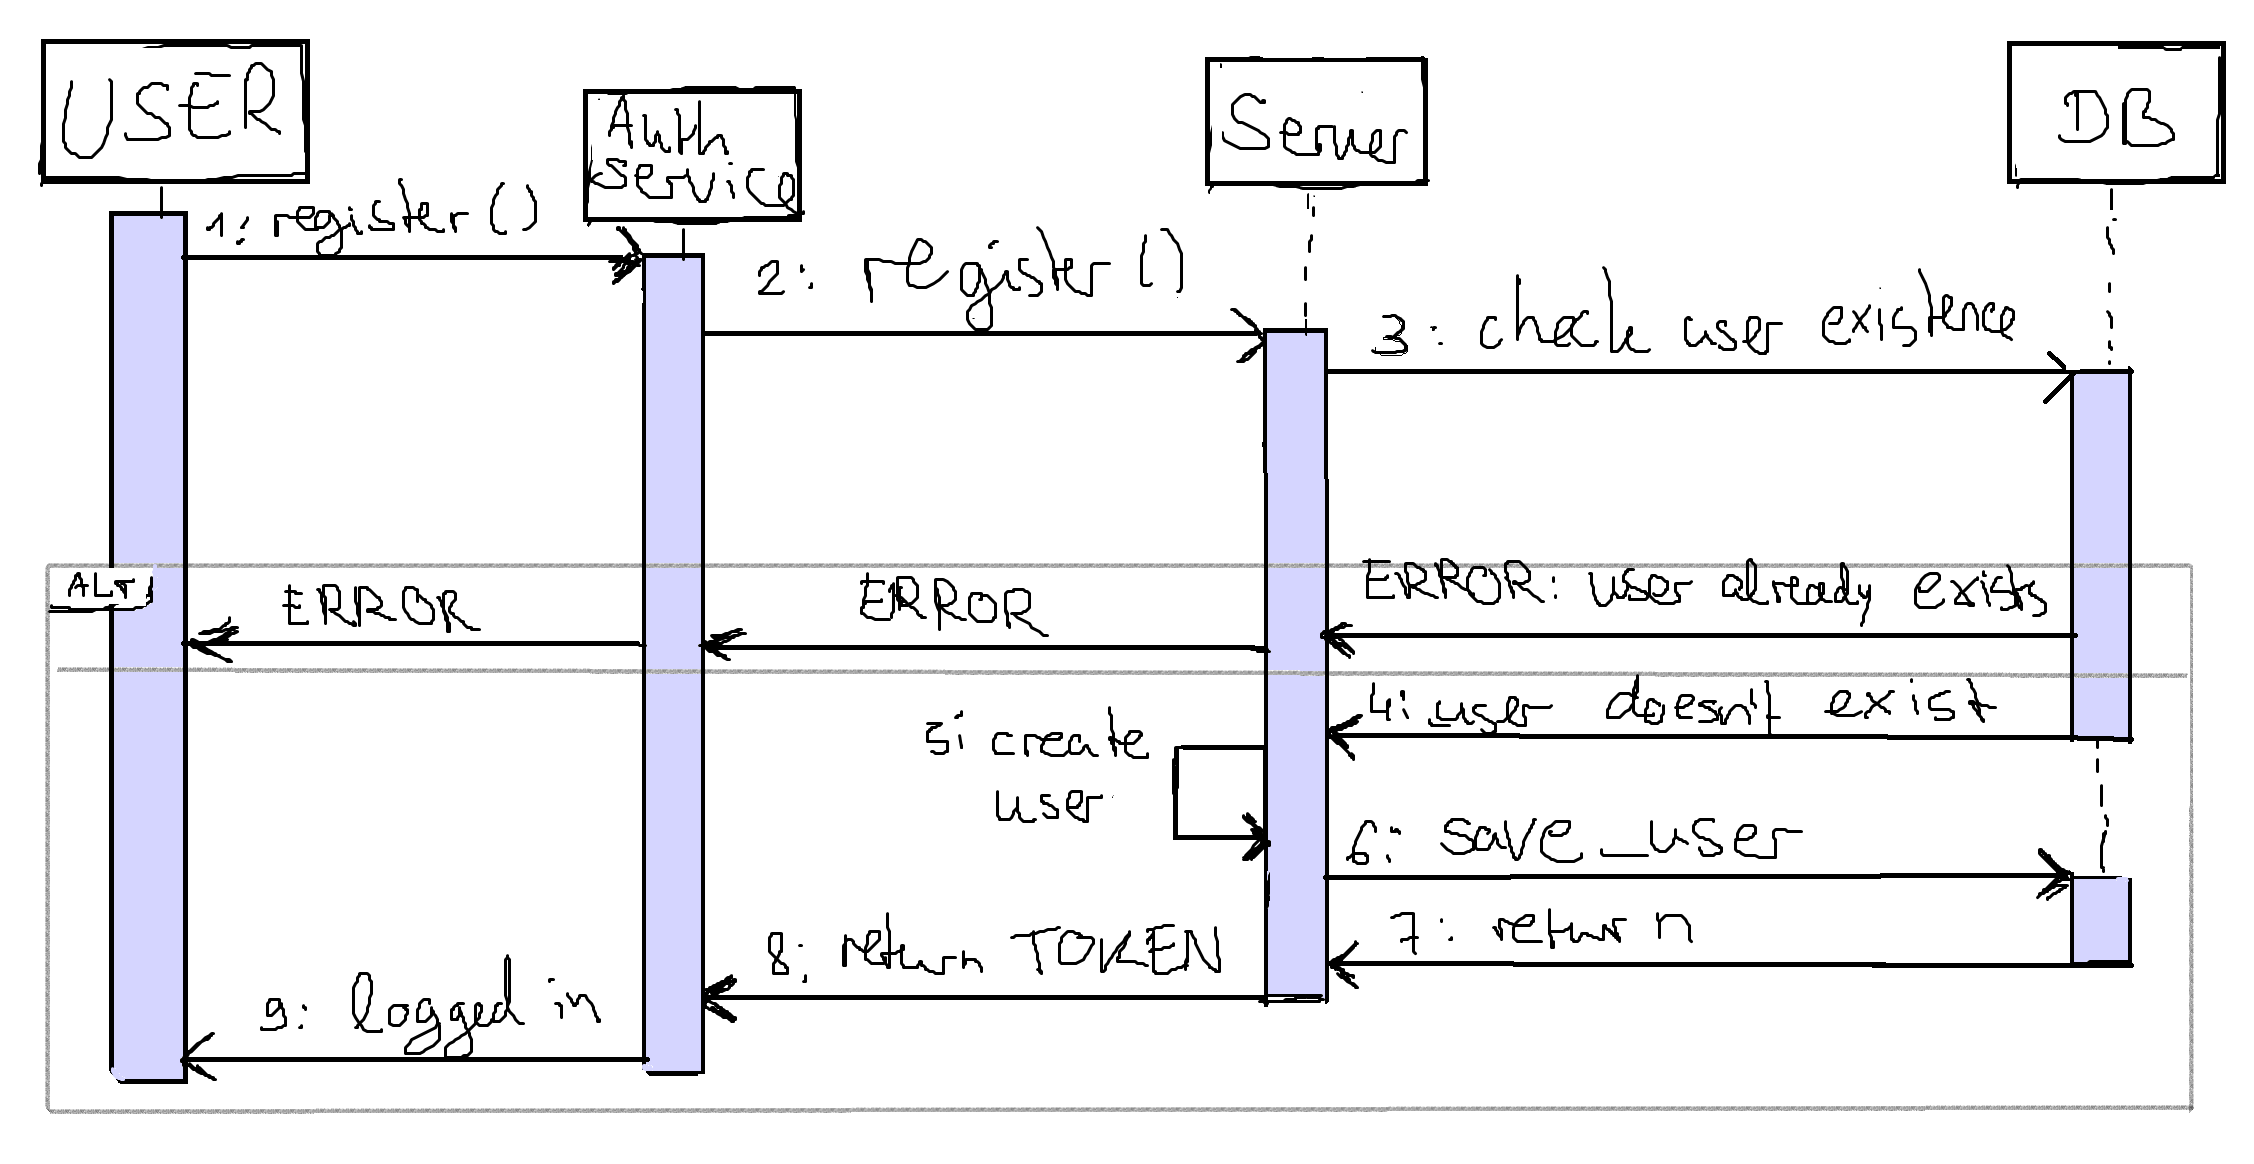 USER
Auth
service
Server
DB
1: register ()
2: register ()
3: check user existence
ALT
ERROR
ERROR
ERROR: user already exists
4: user doesn't exist
5: create
user
6: save_user
7: return
8: return TOKEN
9: logged in